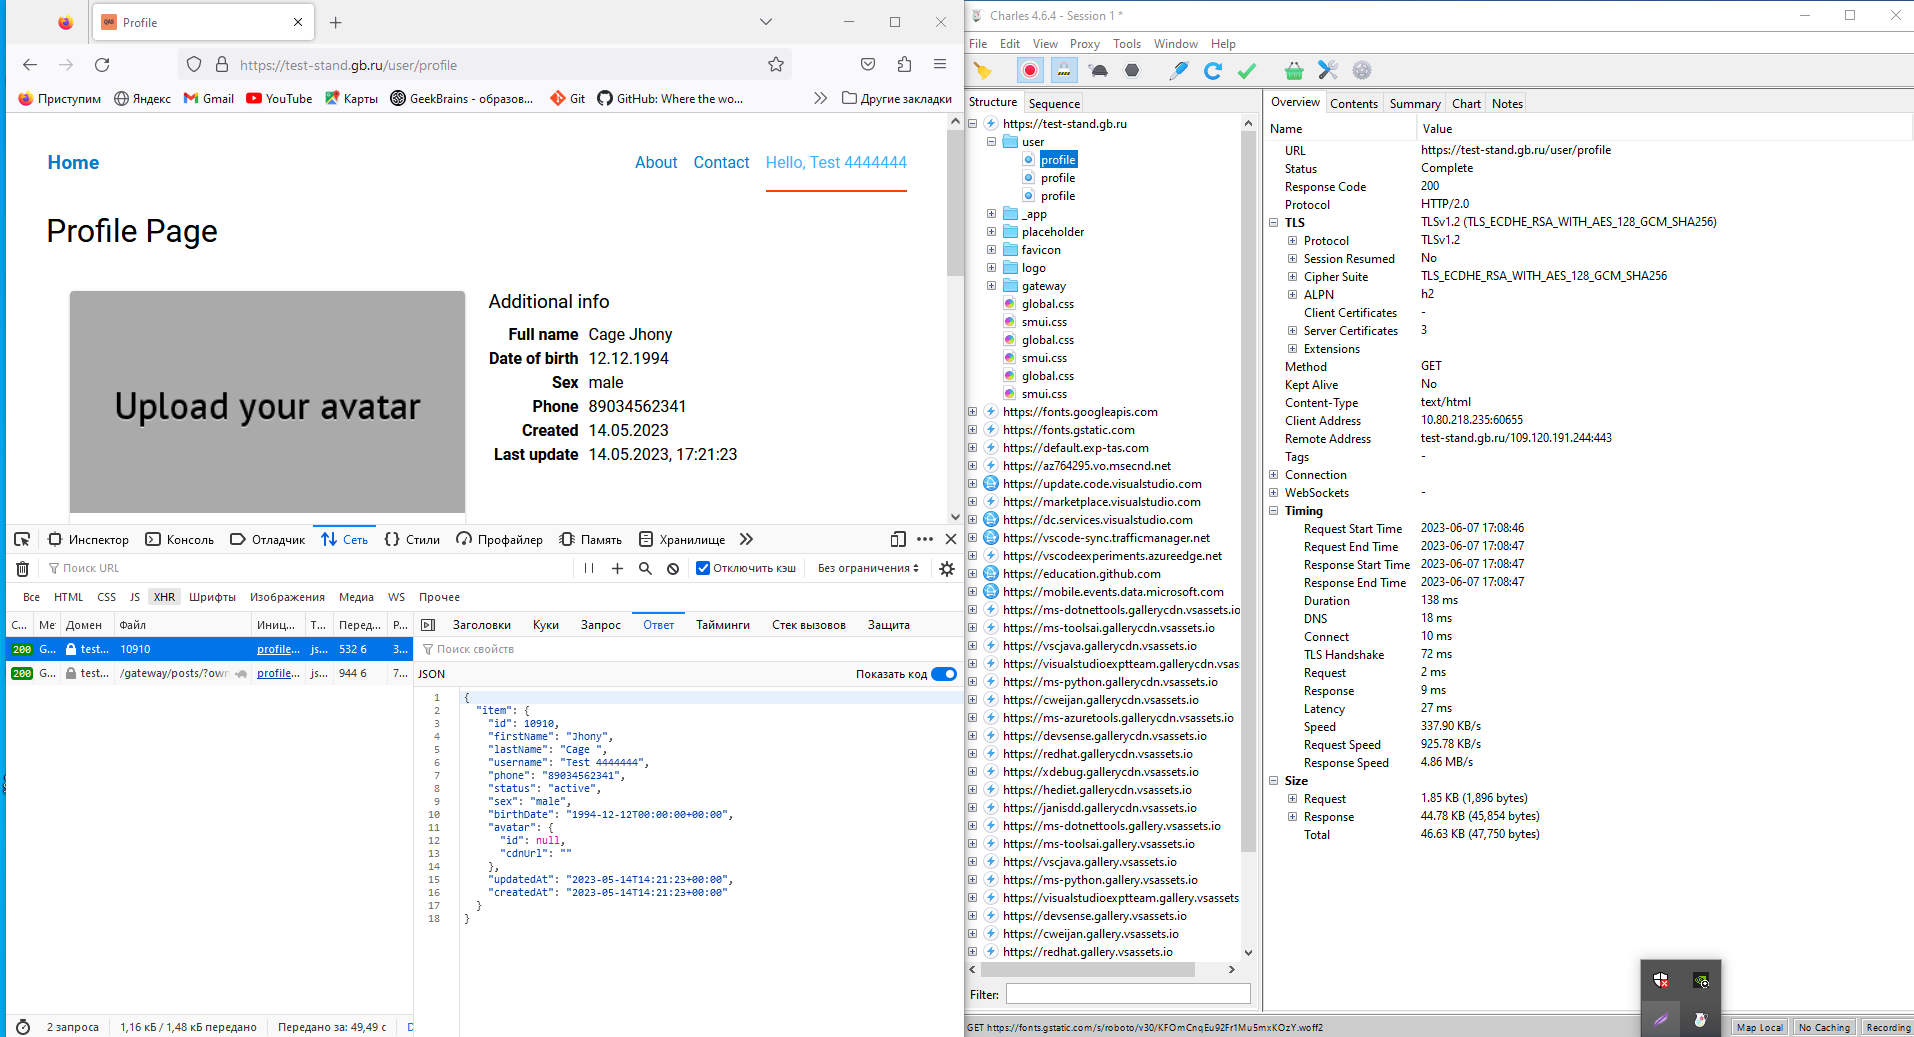 Profile
https://test-stand.gb.ru/user/profile
Приступим
Яндекс
Gmail
YouTube
Карты
GeekBrains - образов...
Git
GitHub: Where the wo...
Другие закладки
Home
About
Contact
Hello, Test 4444444
Profile Page
Upload your avatar
Additional info
Full name Cage Jhony
Date of birth 12.12.1994
Sex male
Phone 89034562341
Created 14.05.2023
Last update 14.05.2023, 17:21:23
Инспектор
Консоль
Отладчик
Сеть
Стили
Профайлер
Память
Хранилище
Поиск URL
Отключить кэш
Без ограничения
Все
HTML
CSS
JS
XHR
Шрифты
Изображения
Медиа
WS
Прочее
С...
Ме
Домен
Файл
Иниц...
Т...
Перед...
Р...
200 G... test... 10910 profile... js... 532 б 3...
200 G... test... /gateway/posts/?own profile... js... 944 б 7...
Заголовки
Куки
Запрос
Ответ
Тайминги
Стек вызовов
Защита
Поиск свойств
JSON
Показать код
1 {
2 "item": {
3 "id": 10910,
4 "firstName": "Jhony",
5 "lastName": "Cage ",
6 "username": "Test 4444444",
7 "phone": "89034562341",
8 "status": "active",
9 "sex": "male",
10 "birthDate": "1994-12-12T00:00:00+00:00",
11 "avatar": {
12 "id": null,
13 "cdnUrl": ""
14 },
15 "updatedAt": "2023-05-14T14:21:23+00:00",
16 "createdAt": "2023-05-14T14:21:23+00:00"
17 }
18 }
2 запроса
1,16 кБ / 1,48 кБ передано
Передано за: 49,49 с
Charles 4.6.4 - Session 1 *
File Edit View Proxy Tools Window Help
Structure
Sequence
https://test-stand.gb.ru
user
profile
profile
profile
_app
placeholder
favicon
logo
gateway
global.css
smui.css
global.css
smui.css
global.css
smui.css
https://fonts.googleapis.com
https://fonts.gstatic.com
https://default.exp-tas.com
https://az764295.vo.msecnd.net
https://update.code.visualstudio.com
https://marketplace.visualstudio.com
https://dc.services.visualstudio.com
https://vscode-sync.trafficmanager.net
https://vscodeexperiments.azureedge.net
https://education.github.com
https://mobile.events.data.microsoft.com
https://ms-dotnettools.gallerycdn.vsassets.io
https://ms-toolsai.gallerycdn.vsassets.io
https://vscjava.gallerycdn.vsassets.io
https://visualstudioexptteam.gallerycdn.vsas
https://ms-python.gallerycdn.vsassets.io
https://cweijan.gallerycdn.vsassets.io
https://ms-azuretools.gallerycdn.vsassets.io
https://devsense.gallerycdn.vsassets.io
https://redhat.gallerycdn.vsassets.io
https://xdebug.gallerycdn.vsassets.io
https://hediet.gallerycdn.vsassets.io
https://janisdd.gallerycdn.vsassets.io
https://ms-dotnettools.gallery.vsassets.io
https://ms-toolsai.gallery.vsassets.io
https://vscjava.gallery.vsassets.io
https://ms-python.gallery.vsassets.io
https://visualstudioexptteam.gallery.vsassets
https://devsense.gallery.vsassets.io
https://cweijan.gallery.vsassets.io
https://redhat.gallery.vsassets.io
Filter:
Overview
Contents
Summary
Chart
Notes
Name Value
URL https://test-stand.gb.ru/user/profile
Status Complete
Response Code 200
Protocol HTTP/2.0
TLS TLSv1.2 (TLS_ECDHE_RSA_WITH_AES_128_GCM_SHA256)
Protocol TLSv1.2
Session Resumed No
Cipher Suite TLS_ECDHE_RSA_WITH_AES_128_GCM_SHA256
ALPN h2
Client Certificates -
Server Certificates 3
Extensions
Method GET
Kept Alive No
Content-Type text/html
Client Address 10.80.218.235:60655
Remote Address test-stand.gb.ru/109.120.191.244:443
Tags -
Connection
WebSockets -
Timing
Request Start Time 2023-06-07 17:08:46
Request End Time 2023-06-07 17:08:47
Response Start Time 2023-06-07 17:08:47
Response End Time 2023-06-07 17:08:47
Duration 138 ms
DNS 18 ms
Connect 10 ms
TLS Handshake 72 ms
Request 2 ms
Response 9 ms
Latency 27 ms
Speed 337.90 KB/s
Request Speed 925.78 KB/s
Response Speed 4.86 MB/s
Size
Request 1.85 KB (1,896 bytes)
Response 44.78 KB (45,854 bytes)
Total 46.63 KB (47,750 bytes)
GET https://fonts.gstatic.com/s/roboto/v30/KFOmCnqEu92Fr1Mu5mxKOzY.woff2
Map Local
No Caching
Recording